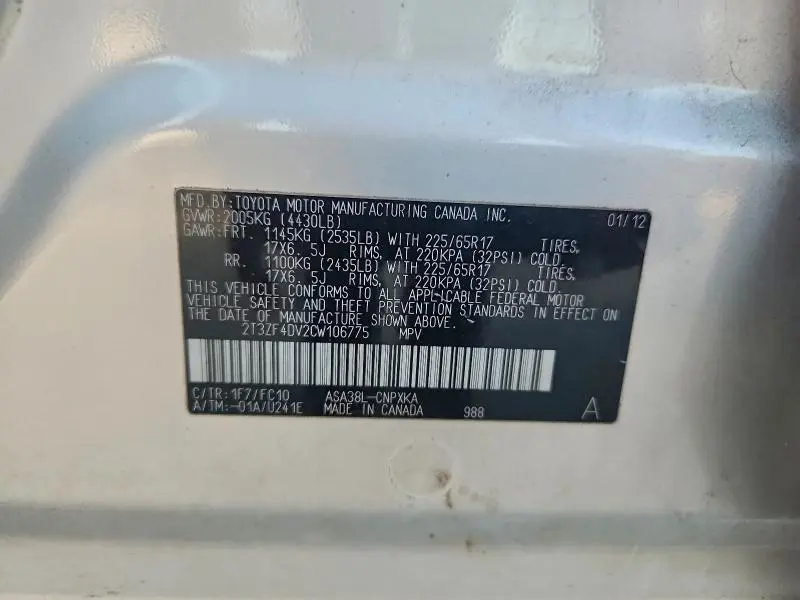 MFD.BY:TOYOTA MOTOR MANUFACTURING CANADA INC. 01/12
GVWR:2005KG (4430LB)
GAWR:FRT. 1145KG (2535LB) WITH 225/65R17 TIRES,
17X6. 5J RIMS, AT 220KPA (32PSI) COLD.
RR. 1100KG (2435LB) WITH 225/65R17 TIRES,
17X6. 5J RIMS, AT 220KPA (32PSI) COLD.
THIS VEHICLE CONFORMS TO ALL APPLICABLE FEDERAL MOTOR
VEHICLE SAFETY AND THEFT PREVENTION STANDARDS IN EFFECT ON
THE DATE OF MANUFACTURE SHOWN ABOVE.
2T3ZF4DV2CW106775 MPV
C/TR:1F7/FC10 ASA38L-CNPXKA
A/TM:-01A/U241E MADE IN CANADA 988 A